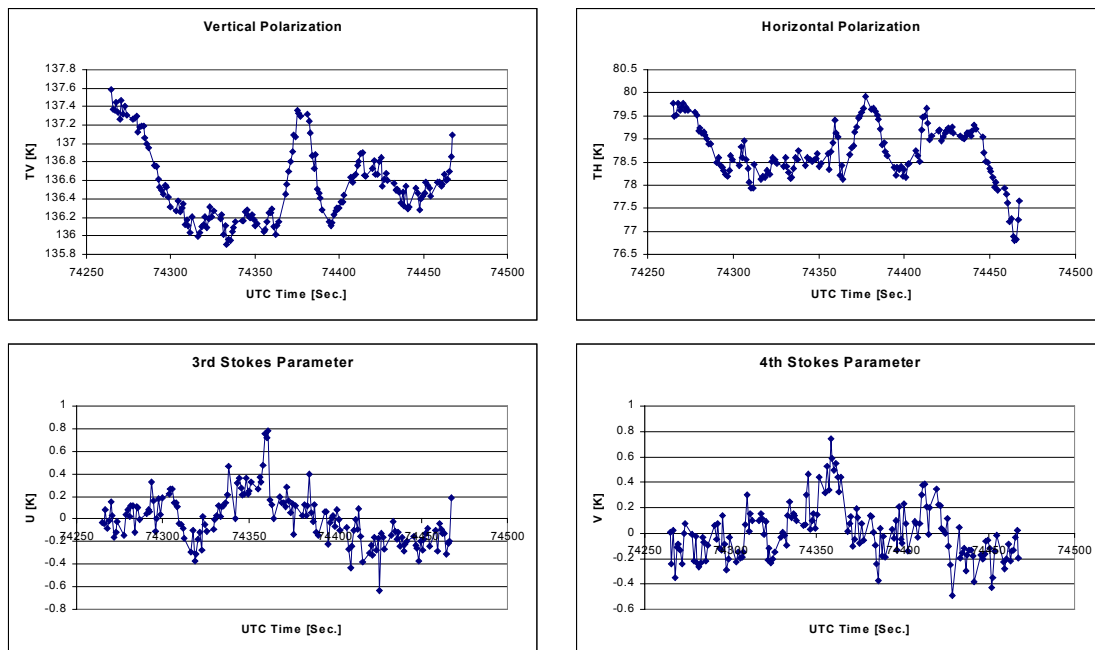 Vertical Polarization
TV [K]
137.8
137.6
137.4
137.2
137
136.8
136.6
136.4
136.2
136
135.8
74250 74300 74350 74400 74450 74500
UTC Time [Sec.]
Horizontal Polarization
TH [K]
80.5
80
79.5
79
78.5
78
77.5
77
76.5
74250 74300 74350 74400 74450 74500
UTC Time [Sec.]
3rd Stokes Parameter
U [K]
1
0.8
0.6
0.4
0.2
0
-0.2
-0.4
-0.6
-0.8
74250 74300 74350 74400 74450 74500
UTC Time [Sec.]
4th Stokes Parameter
V [K]
1
0.8
0.6
0.4
0.2
0
-0.2
-0.4
-0.6
74250 74300 74350 74400 74450 74500
UTC Time [Sec.]